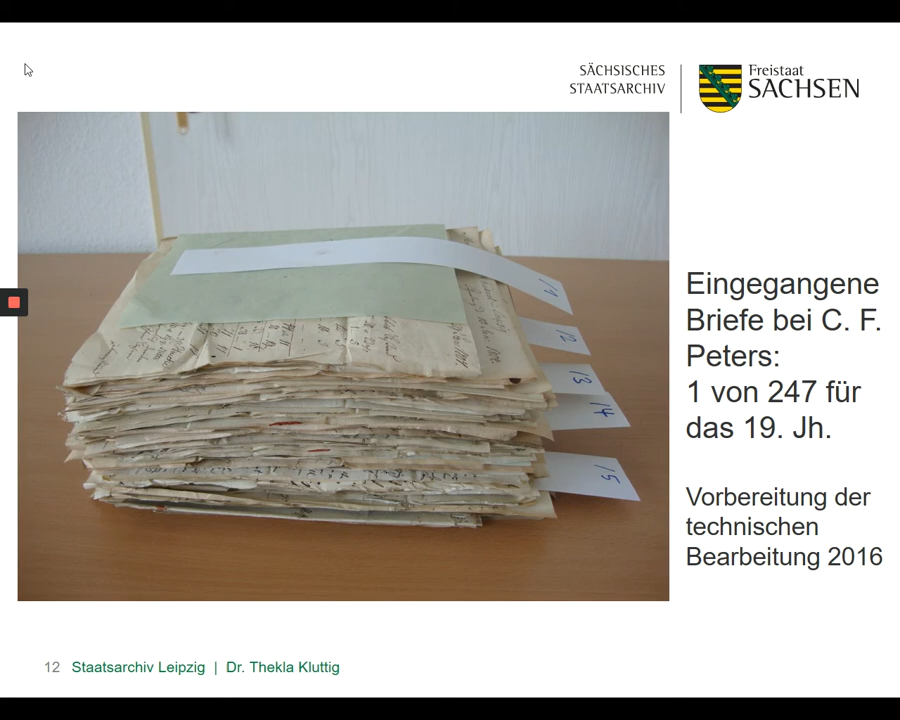 SÄCHSISCHES
STAATSARCHIV
Freistaat
SACHSEN
Eingegangene
Briefe bei C. F.
Peters:
1 von 247 für
das 19. Jh.
Vorbereitung der
technischen
Bearbeitung 2016
11
12
13
14
15
12 Staatsarchiv Leipzig | Dr. Thekla Kluttig